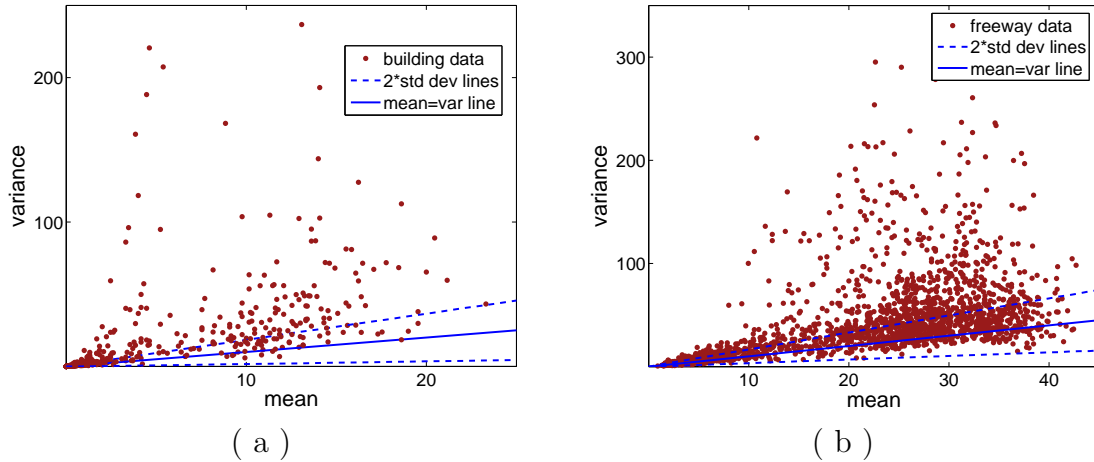 200
100
10
20
variance
mean
building data
2*std dev lines
mean=var line
( a )
300
200
100
10
20
30
40
variance
mean
freeway data
2*std dev lines
mean=var line
( b )